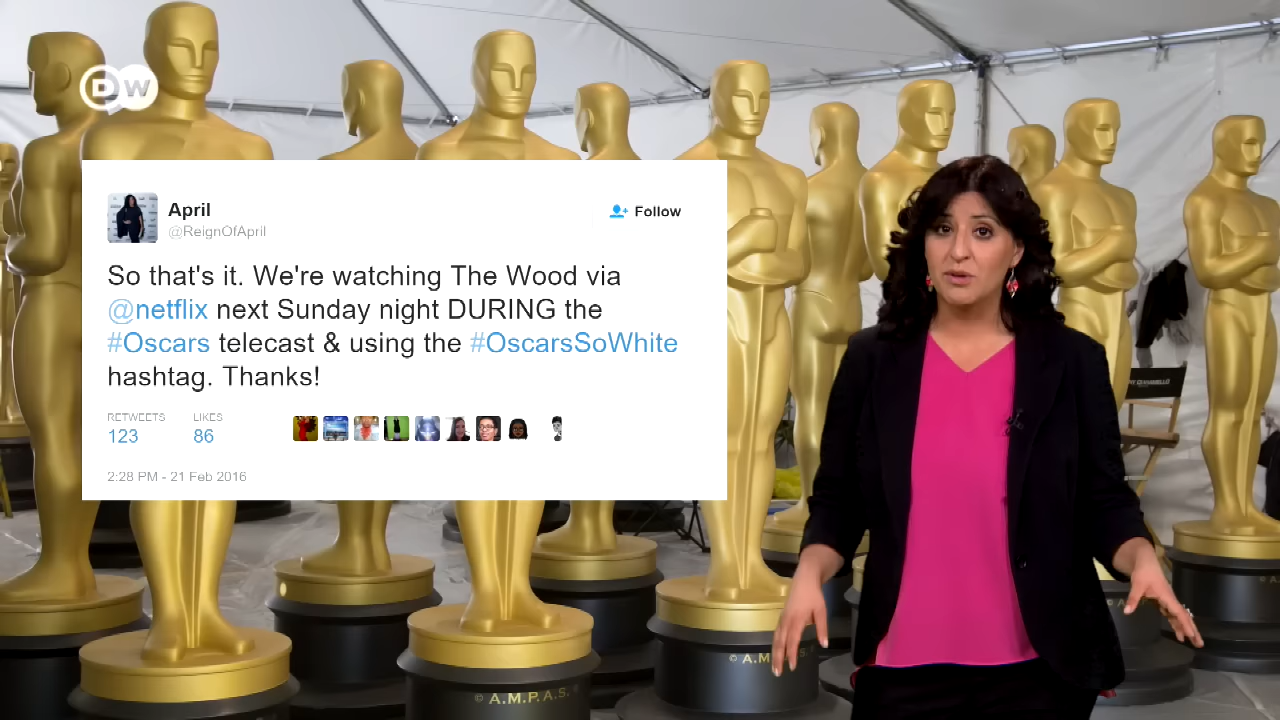 DW
April
@ReignOfApril
Follow
So that's it. We're watching The Wood via
@netflix next Sunday night DURING the
#Oscars telecast & using the #OscarsSoWhite
hashtag. Thanks!
RETWEETS LIKES
123 86
2:28 PM - 21 Feb 2016
© A.M.P.A.S.